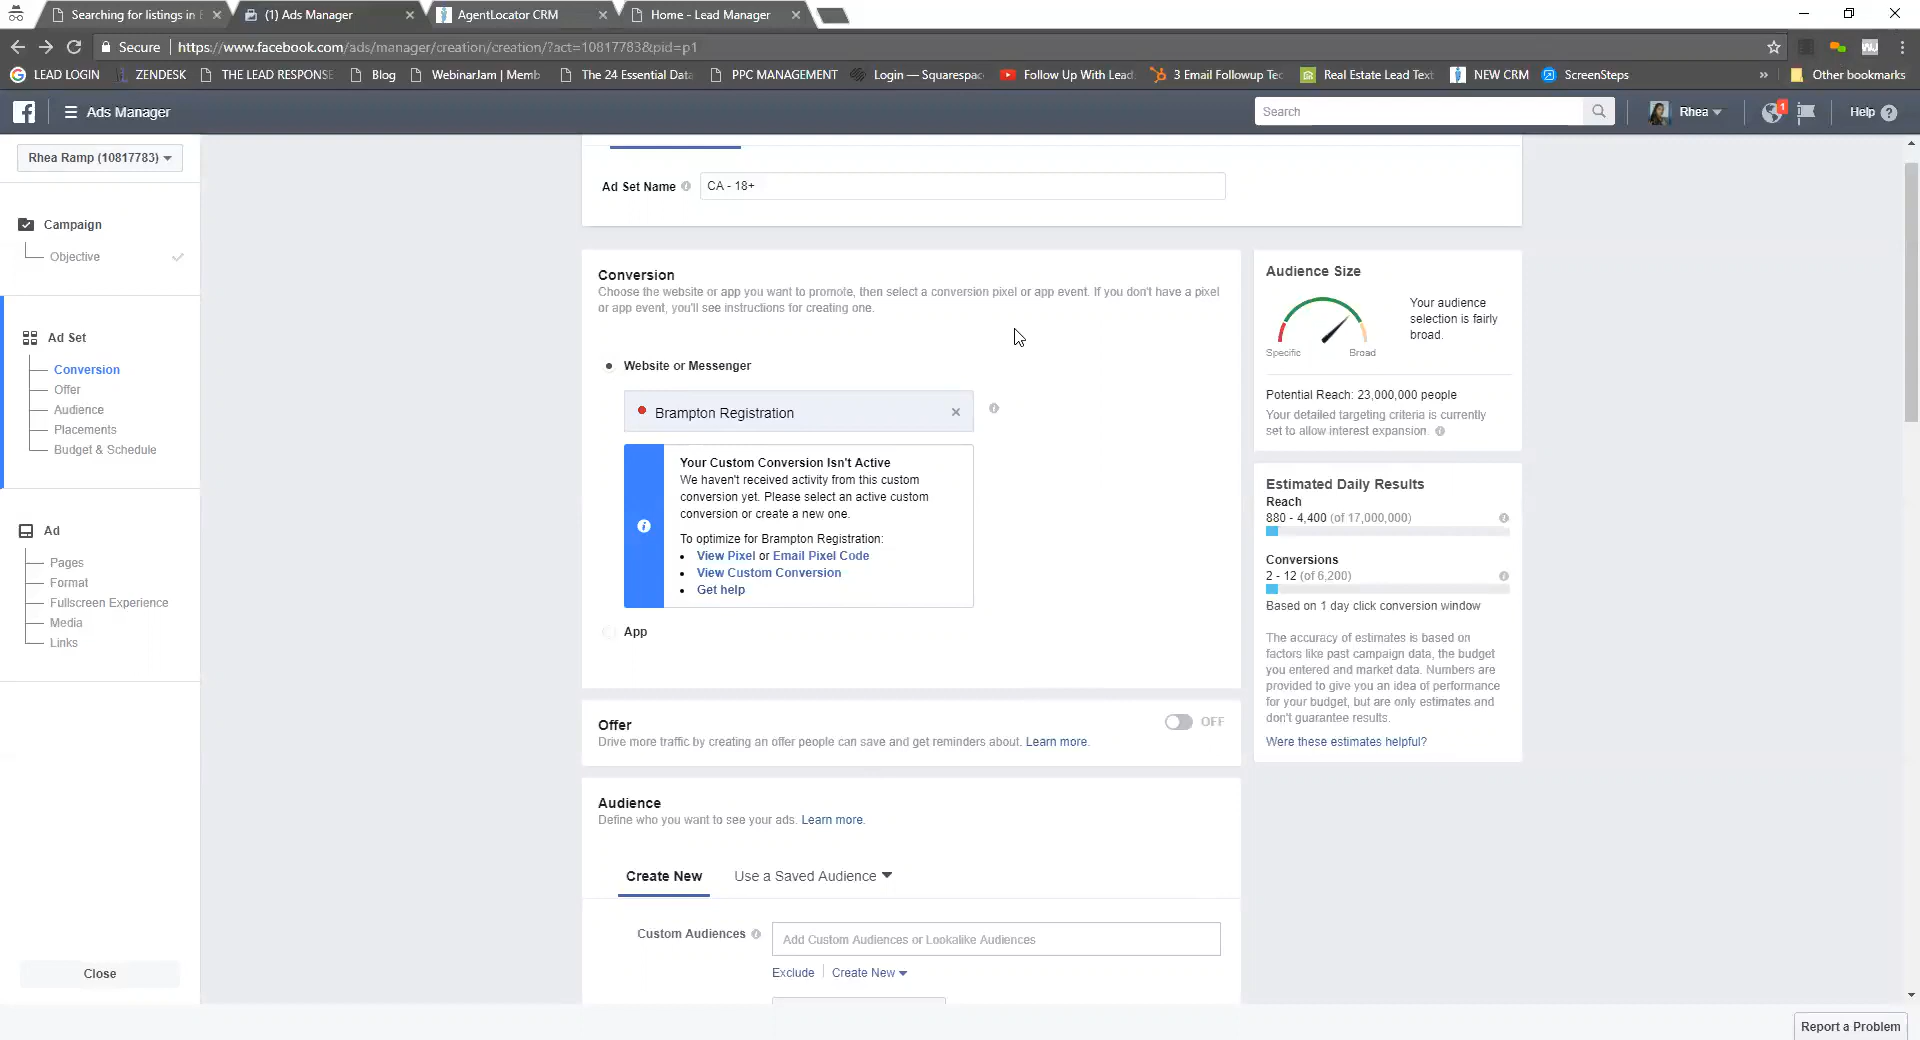 Searching for listings in
(1) Ads Manager
AgentLocator CRM
Home - Lead Manager
Secure
https://www.facebook.com/ads/manager/creation/creation/?act=10817783&pid=p1
LEAD LOGIN
ZENDESK
THE LEAD RESPONSE
Blog
WebinarJam | Memb
The 24 Essential Data
PPC MANAGEMENT
Login — Squarespac
Follow Up With Lead
3 Email Followup Tec
Real Estate Lead Text
NEW CRM
ScreenSteps
»
Other bookmarks
Ads Manager
Search
Rhea
1
Help
Rhea Ramp (10817783)
Campaign
Objective
Ad Set
Conversion
Offer
Audience
Placements
Budget & Schedule
Ad
Pages
Format
Fullscreen Experience
Media
Links
Close
Ad Set Name
CA - 18+
Conversion
Choose the website or app you want to promote, then select a conversion pixel or app event. If you don't have a pixel
or app event, you'll see instructions for creating one.
Website or Messenger
Brampton Registration
Your Custom Conversion Isn't Active
We haven't received activity from this custom
conversion yet. Please select an active custom
conversion or create a new one.
To optimize for Brampton Registration:
View Pixel or Email Pixel Code
View Custom Conversion
Get help
App
Offer
OFF
Drive more traffic by creating an offer people can save and get reminders about. Learn more.
Audience
Define who you want to see your ads. Learn more.
Create New
Use a Saved Audience
Custom Audiences
Add Custom Audiences or Lookalike Audiences
Exclude
Create New
Audience Size
Specific
Broad
Your audience
selection is fairly
broad.
Potential Reach: 23,000,000 people
Your detailed targeting criteria is currently
set to allow interest expansion.
Estimated Daily Results
Reach
880 - 4,400 (of 17,000,000)
Conversions
2 - 12 (of 6,200)
Based on 1 day click conversion window
The accuracy of estimates is based on
factors like past campaign data, the budget
you entered and market data. Numbers are
provided to give you an idea of performance
for your budget, but are only estimates and
don't guarantee results.
Were these estimates helpful?
Report a Problem